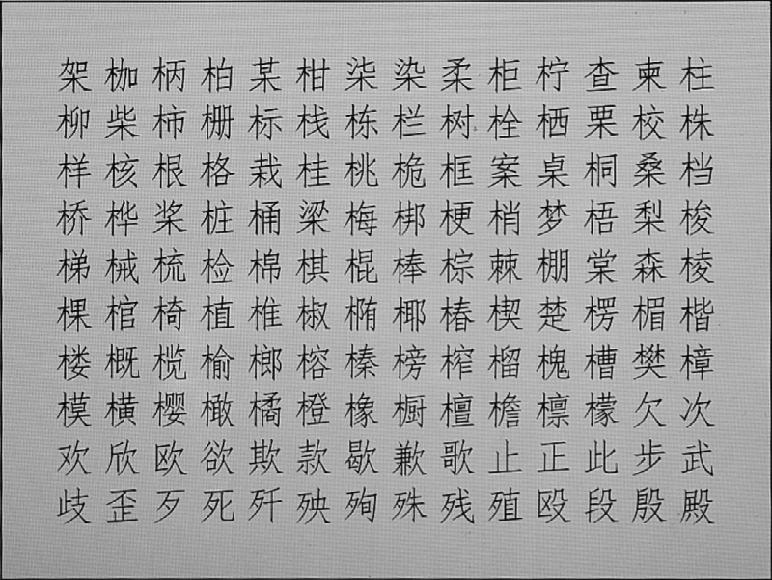 架枷柄柏某柑柒染柔柜柠查柬柱
柳柴柿栅标栈栋栏树栓栖栗校株
样核根格栽桂桃桅框案桌桐桑档
桥桦桨桩桶梁梅梆梗梢梦梧梨梭
梯械梳检棉棋棍棒棕棘棚棠森棱
棵棺椅植椎椒椭椰椿楔楚楞楣楷
楼概榄榆榔榕榛榜榨榴槐槽樊樟
模横樱橄橘橙橡橱檀檐檩檬欠次
欢欣欧欲欺款歇歉歌止正此步武
歧歪歹死歼殃殉殊残殖殴段殷殿